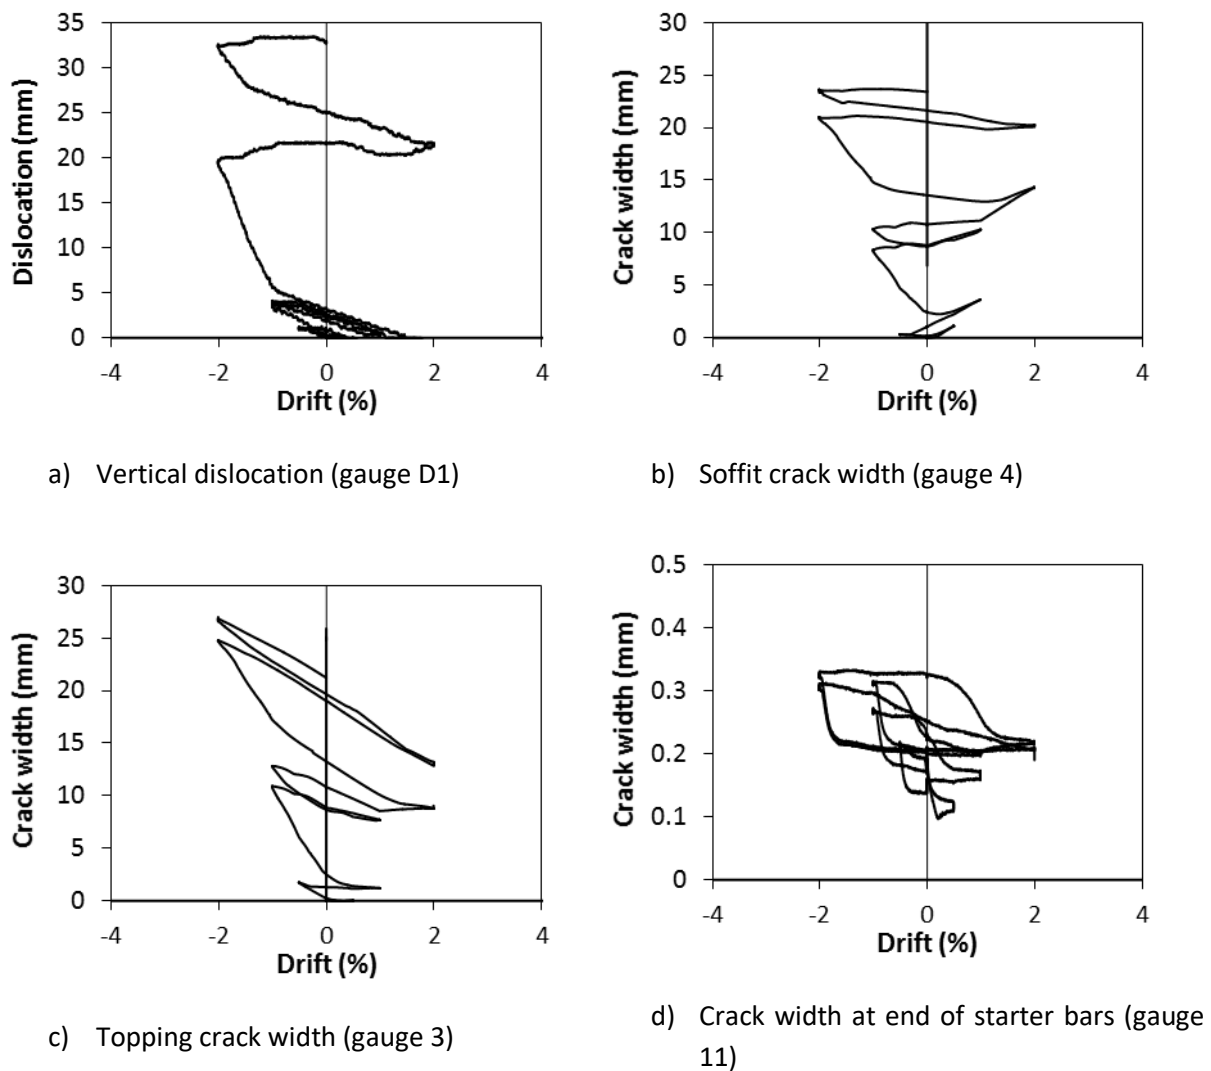 35
30
25
20
15
10
5
0
Dislocation (mm)
-4 -2 0 2 4
Drift (%)
a) Vertical dislocation (gauge D1)
30
25
20
15
10
5
0
Crack width (mm)
-4 -2 0 2 4
Drift (%)
b) Soffit crack width (gauge 4)
30
25
20
15
10
5
0
Crack width (mm)
-4 -2 0 2 4
Drift (%)
c) Topping crack width (gauge 3)
0.5
0.4
0.3
0.2
0.1
0
Crack width (mm)
-4 -2 0 2 4
Drift (%)
d) Crack width at end of starter bars (gauge
11)